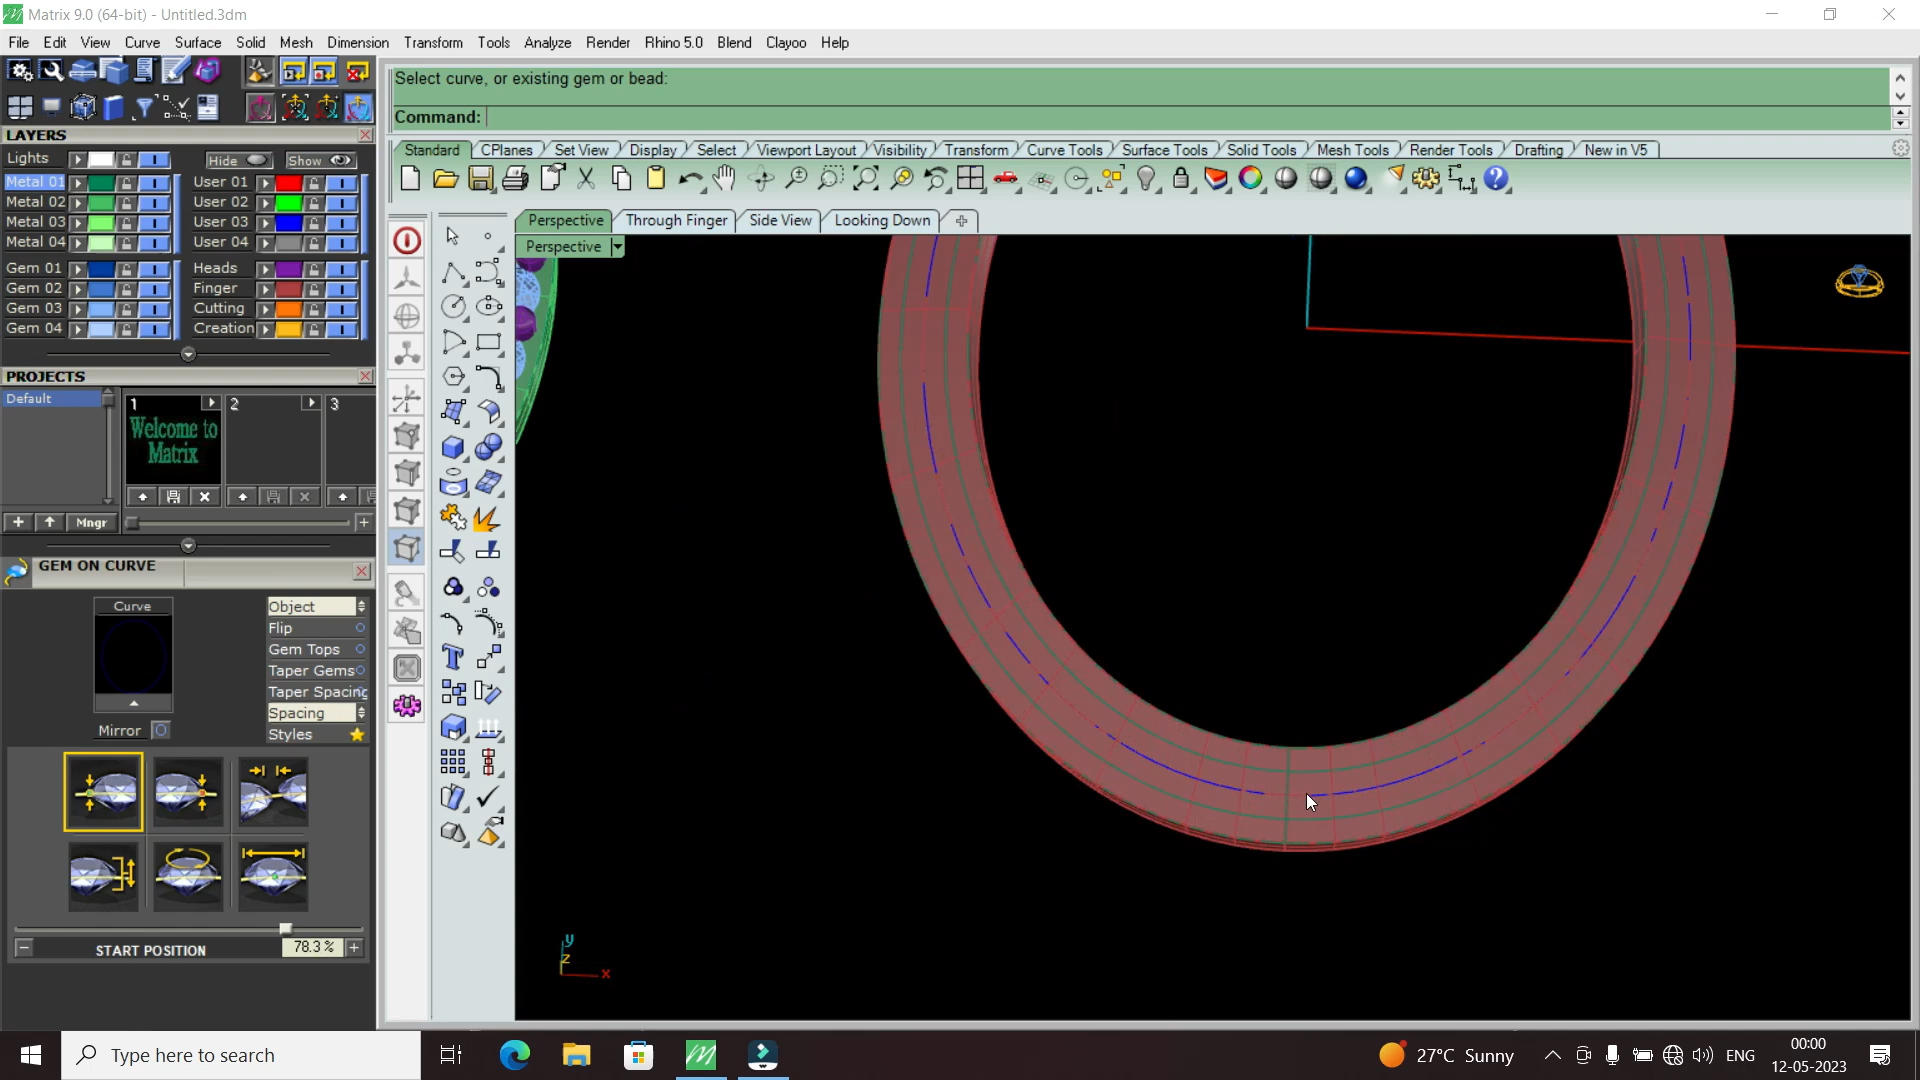 Matrix 9.0 (64-bit) - Untitled.3dm
File Edit View Curve Surface Solid Mesh Dimension Transform Tools Analyze Render Rhino 5.0 Blend Clayoo Help
Select curve, or existing gem or bead:
Command:
LAYERS
Lights Hide Show
Metal 01 User 01
Metal 02 User 02
Metal 03 User 03
Metal 04 User 04
Gem 01 Heads
Gem 02 Finger
Gem 03 Cutting
Gem 04 Creation
PROJECTS
Default
1 2 3
Welcome to
Matrix
Mngr
GEM ON CURVE
Curve
Object
Flip
Gem Tops
Taper Gems
Taper Spacing
Spacing
Styles
Mirror
START POSITION 78.3 %
Standard CPlanes Set View Display Select Viewport Layout Visibility Transform Curve Tools Surface Tools Solid Tools Mesh Tools Render Tools Drafting New in V5
Perspective Through Finger Side View Looking Down
Perspective
y
z
x
Type here to search
27°C Sunny
ENG
00:00
12-05-2023